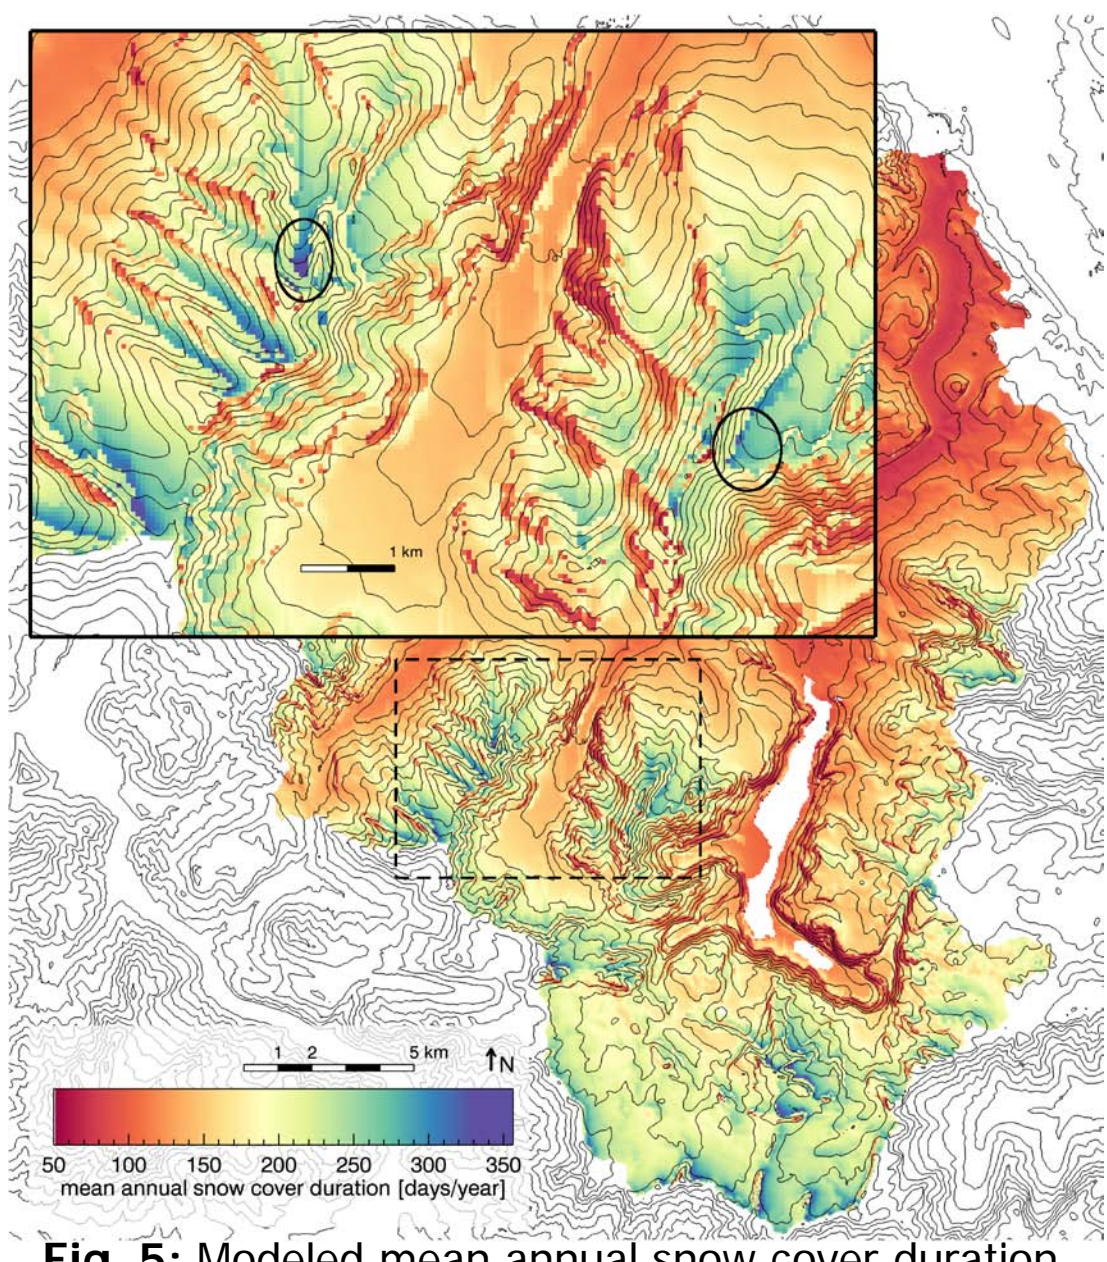 1 km
1 2 5 km N
50 100 150 200 250 300 350
mean annual snow cover duration [days/year]
Fig. 5: Modeled mean annual snow cover duration